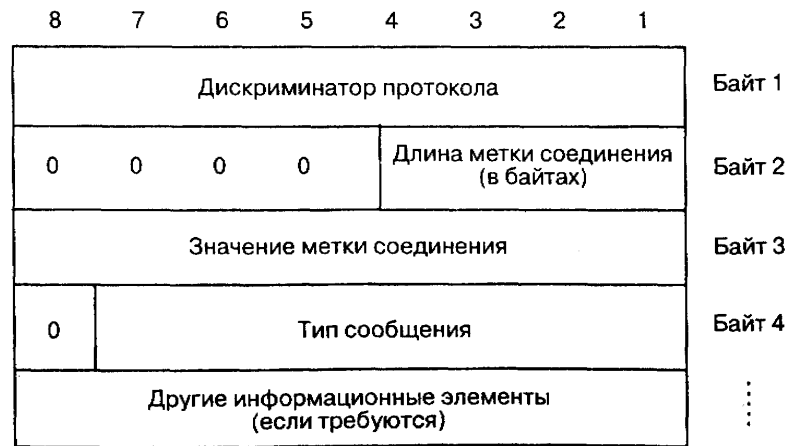 8 7 6 5 4 3 2 1
Дискриминатор протокола
Байт 1
0 0 0 0
Длина метки соединения
(в байтах)
Байт 2
Значение метки соединения
Байт 3
0
Тип сообщения
Байт 4
Другие информационные элементы
(если требуются)